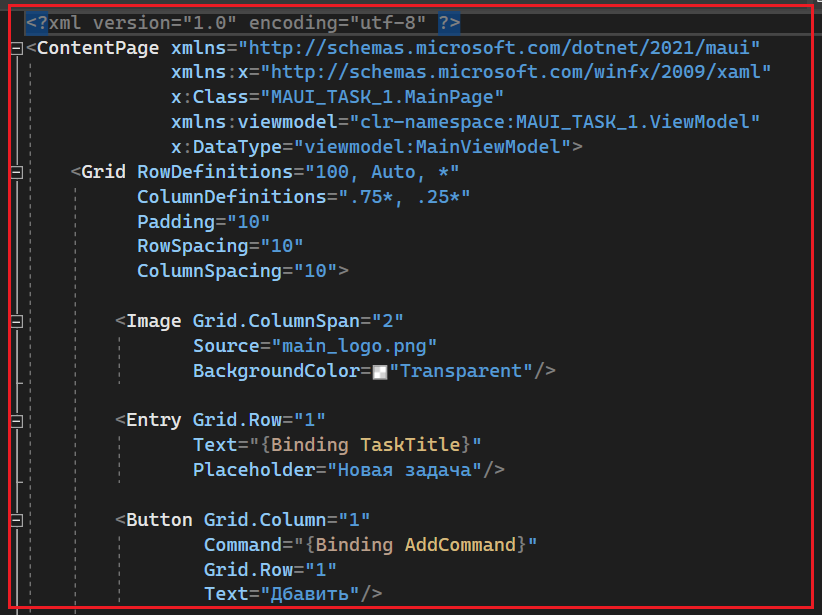 <?xml version="1.0" encoding="utf-8" ?>
<ContentPage xmlns="http://schemas.microsoft.com/dotnet/2021/maui"
xmlns:x="http://schemas.microsoft.com/winfx/2009/xaml"
x:Class="MAUI_TASK_1.MainPage"
xmlns:viewmodel="clr-namespace:MAUI_TASK_1.ViewModel"
x:DataType="viewmodel:MainViewModel">
<Grid RowDefinitions="100, Auto, *"
ColumnDefinitions=".75*, .25*"
Padding="10"
RowSpacing="10"
ColumnSpacing="10">
<Image Grid.ColumnSpan="2"
Source="main_logo.png"
BackgroundColor="Transparent"/>
<Entry Grid.Row="1"
Text="{Binding TaskTitle}"
Placeholder="Новая задача"/>
<Button Grid.Column="1"
Command="{Binding AddCommand}"
Grid.Row="1"
Text="Дбавить"/>